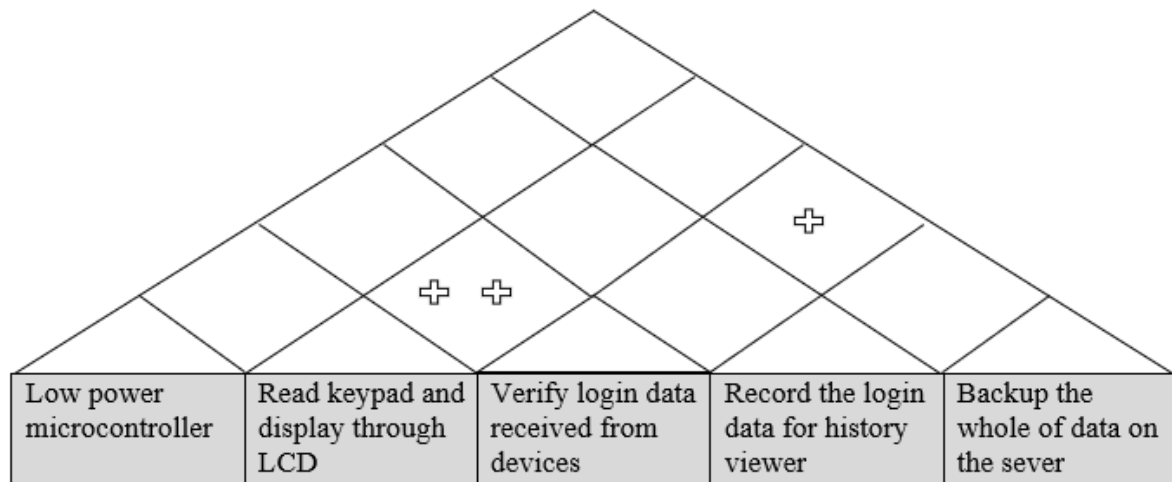 Low power
microcontroller
Read keypad and
display through
LCD
Verify login data
received from
devices
Record the login
data for history
viewer
Backup the
whole of data on
the sever